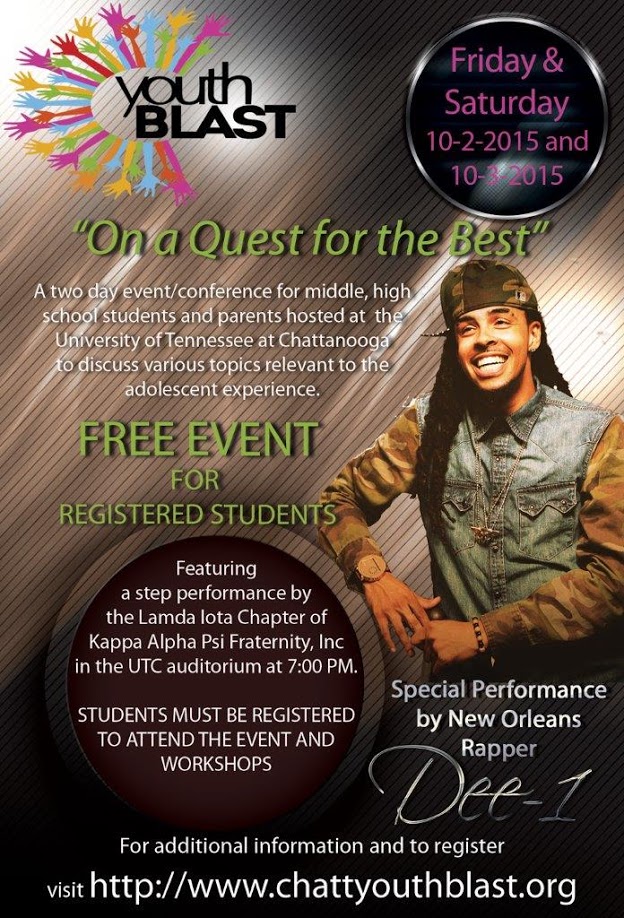 youth
BLAST
Friday &
Saturday
10-2-2015 and
10-3-2015
"On a Quest for the Best"
A two day event/conference for middle, high
school students and parents hosted at the
University of Tennessee at Chattanooga
to discuss various topics relevant to the
adolescent experience.
FREE EVENT
FOR
REGISTERED STUDENTS
Featuring
a step performance by
the Lamda Iota Chapter of
Kappa Alpha Psi Fraternity, Inc
in the UTC auditorium at 7:00 PM.
STUDENTS MUST BE REGISTERED
TO ATTEND THE EVENT AND
WORKSHOPS
Special Performance
by New Orleans
Rapper
Dee-1
For additional information and to register
visit http://www.chattyouthblast.org